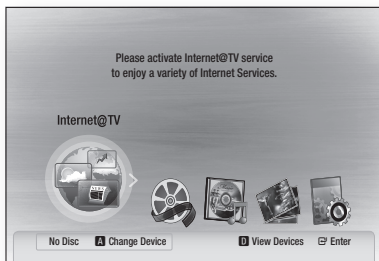 Please activate Internet@TV service
to enjoy a variety of Internet Services.
Internet@TV
No Disc A Change Device D View Devices Enter